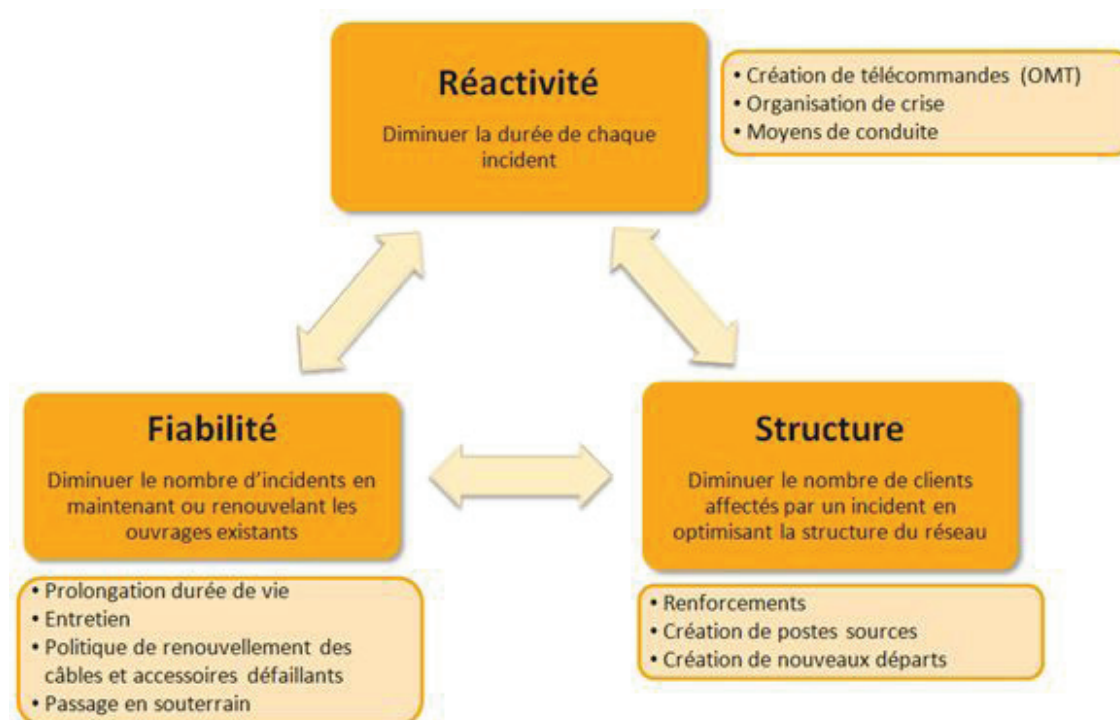 Réactivité
Diminuer la durée de chaque
incident
• Création de télécommandes (OMT)
• Organisation de crise
• Moyens de conduite
Fiabilité
Diminuer le nombre d'incidents en
maintenant ou renouvelant les
ouvrages existants
• Prolongation durée de vie
• Entretien
• Politique de renouvellement des
câbles et accessoires défaillants
• Passage en souterrain
Structure
Diminuer le nombre de clients
affectés par un incident en
optimisant la structure du réseau
• Renforcements
• Création de postes sources
• Création de nouveaux départs